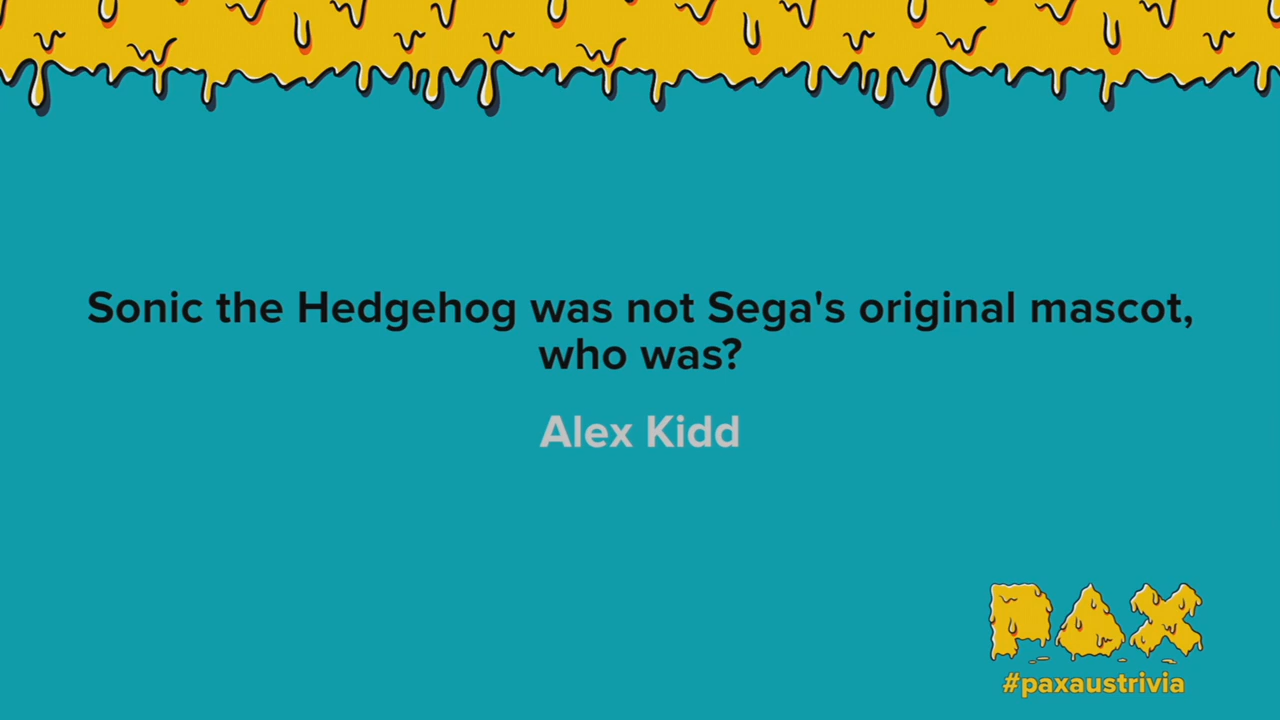 Sonic the Hedgehog was not Sega's original mascot,
who was?
Alex Kidd
PAX
#paxaustrivia